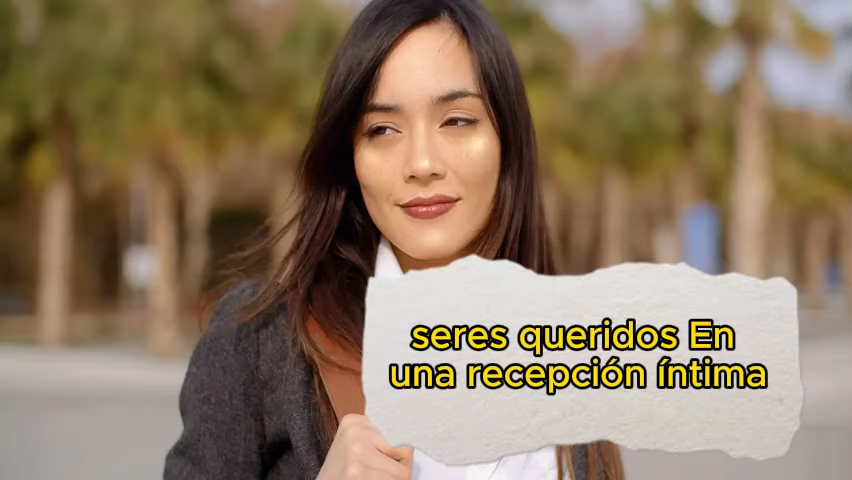 seres queridos En
una recepción íntima